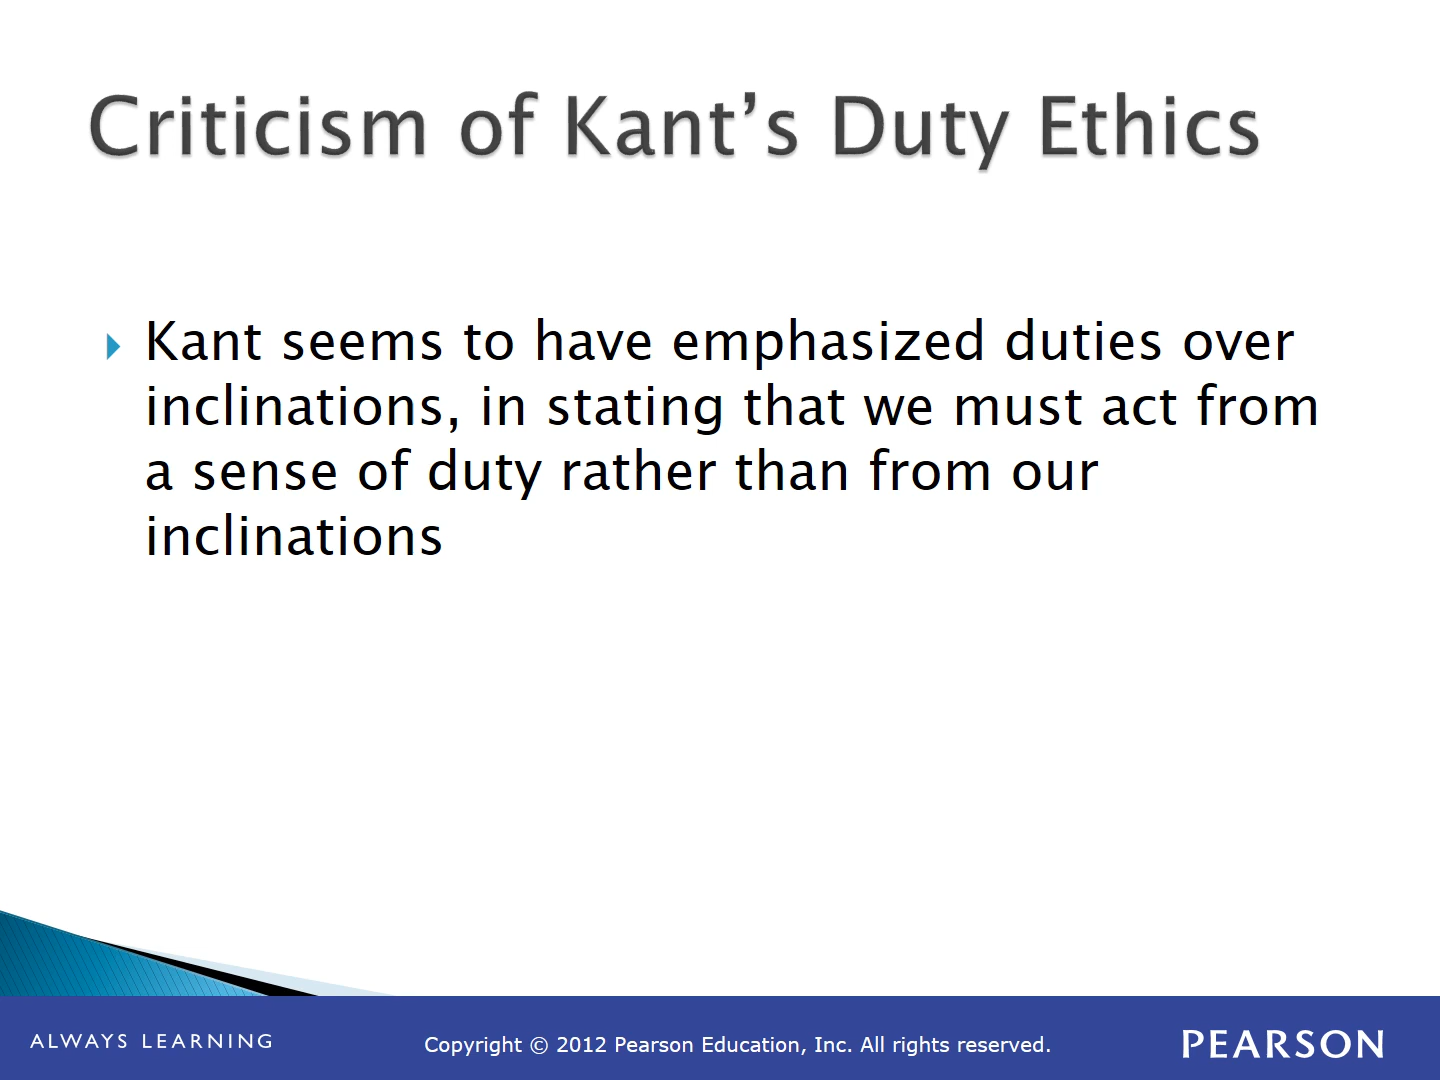 Criticism of Kant’s Duty Ethics
Kant seems to have emphasized duties over
inclinations, in stating that we must act from
a sense of duty rather than from our
inclinations
ALWAYS LEARNING
Copyright © 2012 Pearson Education, Inc. All rights reserved.
PEARSON